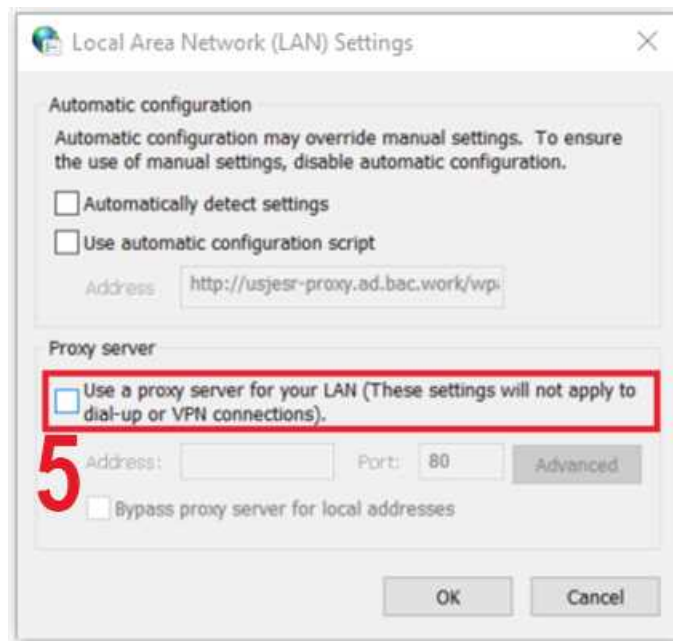 Local Area Network (LAN) Settings
Automatic configuration
Automatic configuration may override manual settings. To ensure
the use of manual settings, disable automatic configuration.
Automatically detect settings
Use automatic configuration script
Address http://usjesr-proxy.ad.bac.work/wp
Proxy server
Use a proxy server for your LAN (These settings will not apply to
dial-up or VPN connections).
5
Address: Port: 80 Advanced
Bypass proxy server for local addresses
OK Cancel